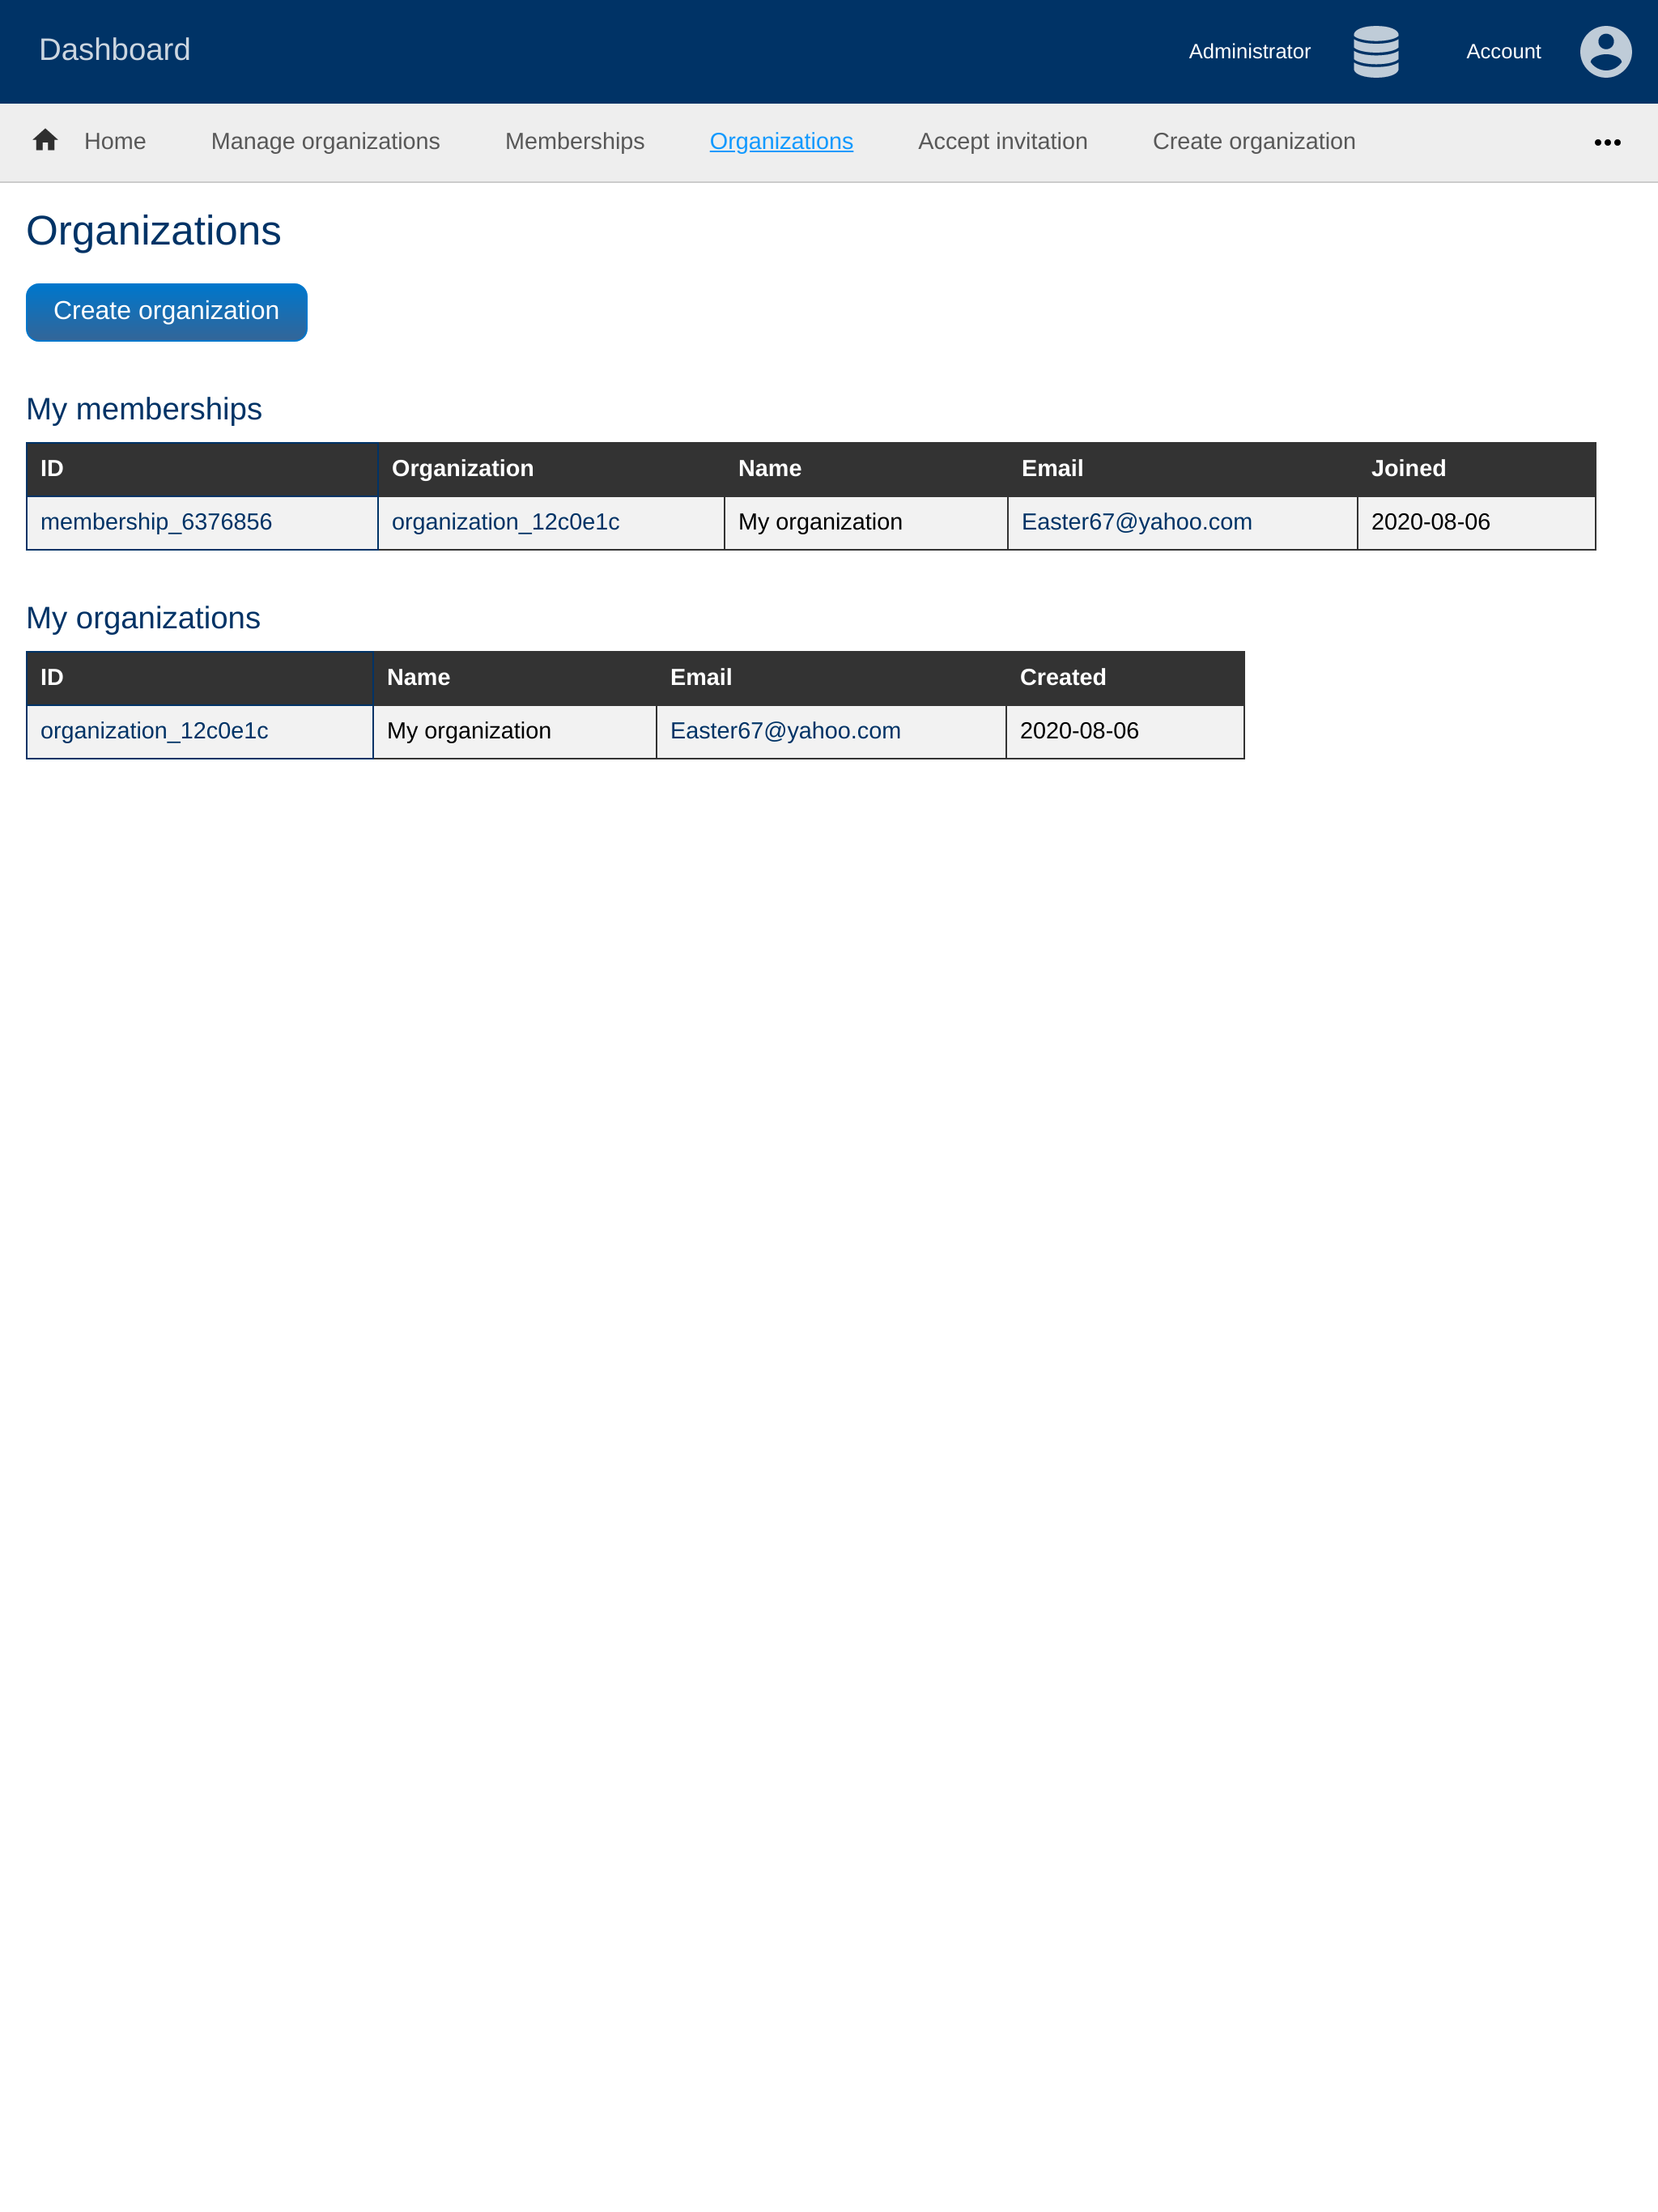 Dashboard Administrator Account
Home Manage organizations Memberships Organizations Accept invitation Create organization
Organizations
Create organization
My memberships
ID Organization Name Email Joined
membership_6376856 organization_12c0e1c My organization Easter67@yahoo.com 2020-08-06
My organizations
ID Name Email Created
organization_12c0e1c My organization Easter67@yahoo.com 2020-08-06